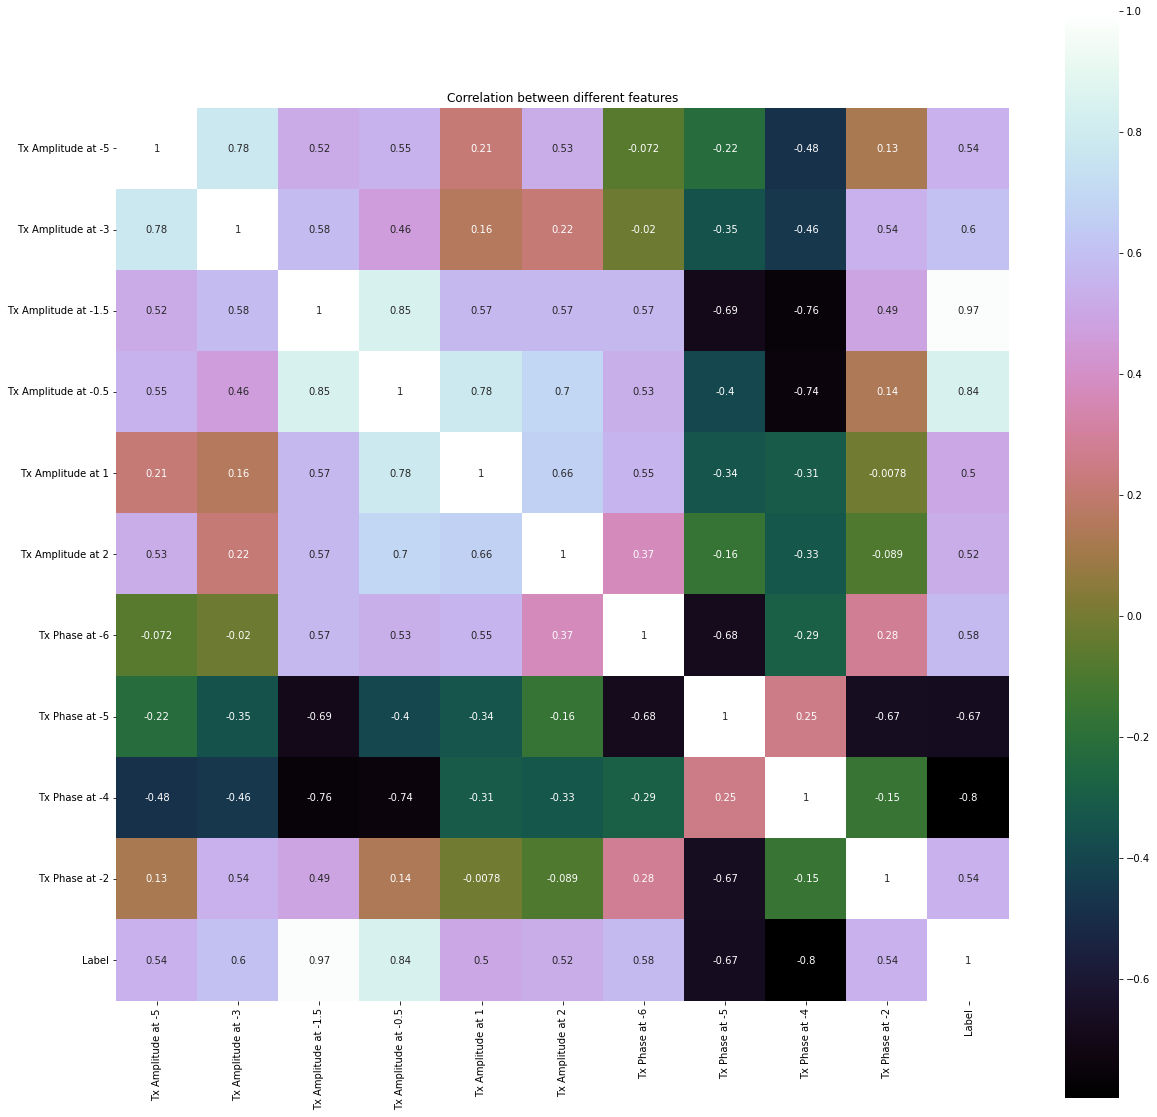 Correlation between different features
Tx Amplitude at -5 1 0.78 0.52 0.55 0.21 0.53 -0.072 -0.22 -0.48 0.13 0.54
Tx Amplitude at -3 0.78 1 0.58 0.46 0.16 0.22 -0.02 -0.35 -0.46 0.54 0.6
Tx Amplitude at -1.5 0.52 0.58 1 0.85 0.57 0.57 0.57 -0.69 -0.76 0.49 0.97
Tx Amplitude at -0.5 0.55 0.46 0.85 1 0.78 0.7 0.53 -0.4 -0.74 0.14 0.84
Tx Amplitude at 1 0.21 0.16 0.57 0.78 1 0.66 0.55 -0.34 -0.31 -0.0078 0.5
Tx Amplitude at 2 0.53 0.22 0.57 0.7 0.66 1 0.37 -0.16 -0.33 -0.089 0.52
Tx Phase at -6 -0.072 -0.02 0.57 0.53 0.55 0.37 1 -0.68 -0.29 0.28 0.58
Tx Phase at -5 -0.22 -0.35 -0.69 -0.4 -0.34 -0.16 -0.68 1 0.25 -0.67 -0.67
Tx Phase at -4 -0.48 -0.46 -0.76 -0.74 -0.31 -0.33 -0.29 0.25 1 -0.15 -0.8
Tx Phase at -2 0.13 0.54 0.49 0.14 -0.0078 -0.089 0.28 -0.67 -0.15 1 0.54
Label 0.54 0.6 0.97 0.84 0.5 0.52 0.58 -0.67 -0.8 0.54 1
Tx Amplitude at -5
Tx Amplitude at -3
Tx Amplitude at -1.5
Tx Amplitude at -0.5
Tx Amplitude at 1
Tx Amplitude at 2
Tx Phase at -6
Tx Phase at -5
Tx Phase at -4
Tx Phase at -2
Label
1.0
0.8
0.6
0.4
0.2
0.0
−0.2
−0.4
−0.6